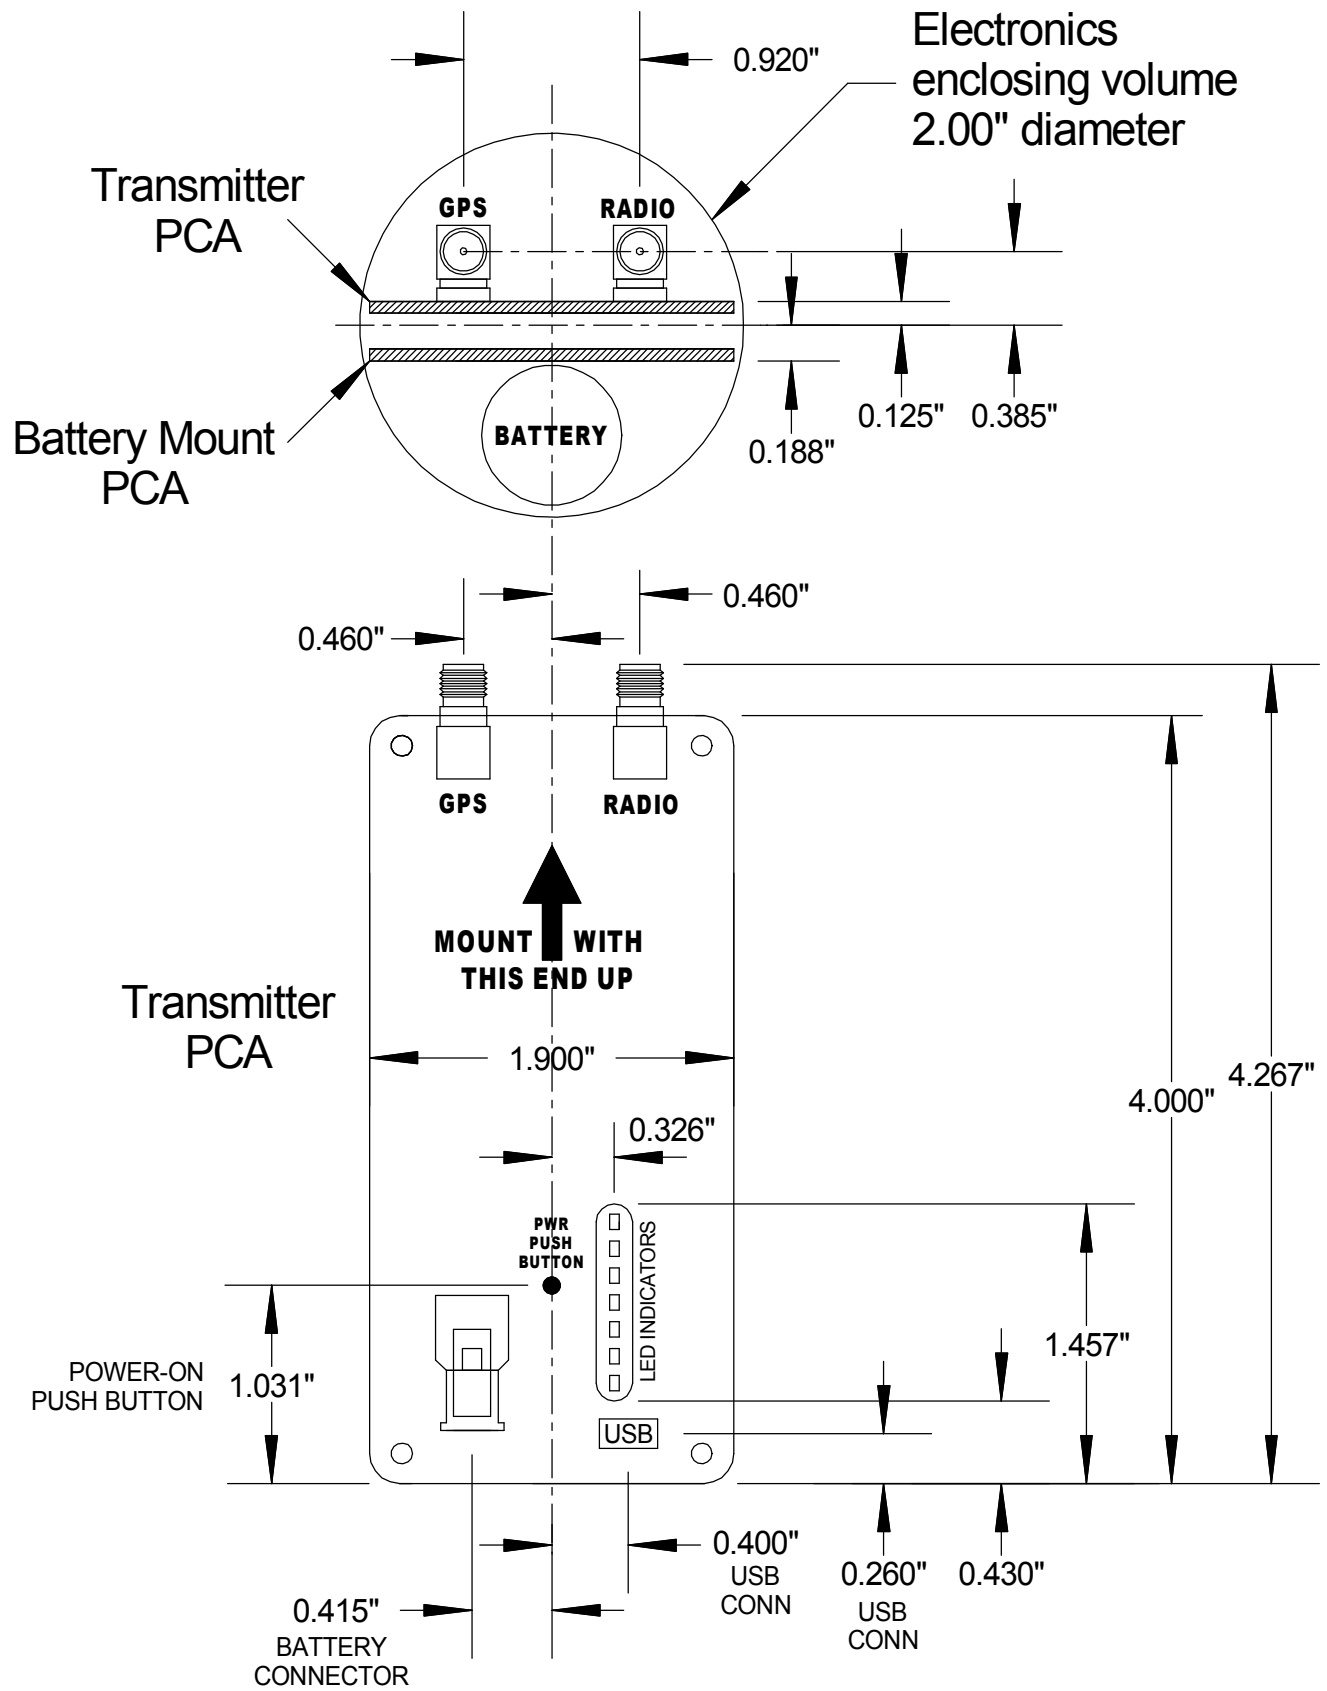 0.920"
Electronics
enclosing volume
2.00" diameter
Transmitter
PCA
GPS
RADIO
0.125"
0.385"
0.188"
Battery Mount
PCA
BATTERY
0.460"
0.460"
GPS
RADIO
MOUNT WITH
THIS END UP
Transmitter
PCA
1.900"
4.267"
4.000"
0.326"
PWR
PUSH
BUTTON
LED INDICATORS
1.457"
POWER-ON
PUSH BUTTON
1.031"
USB
0.400"
USB
CONN
0.260"
USB
CONN
0.430"
0.415"
BATTERY
CONNECTOR